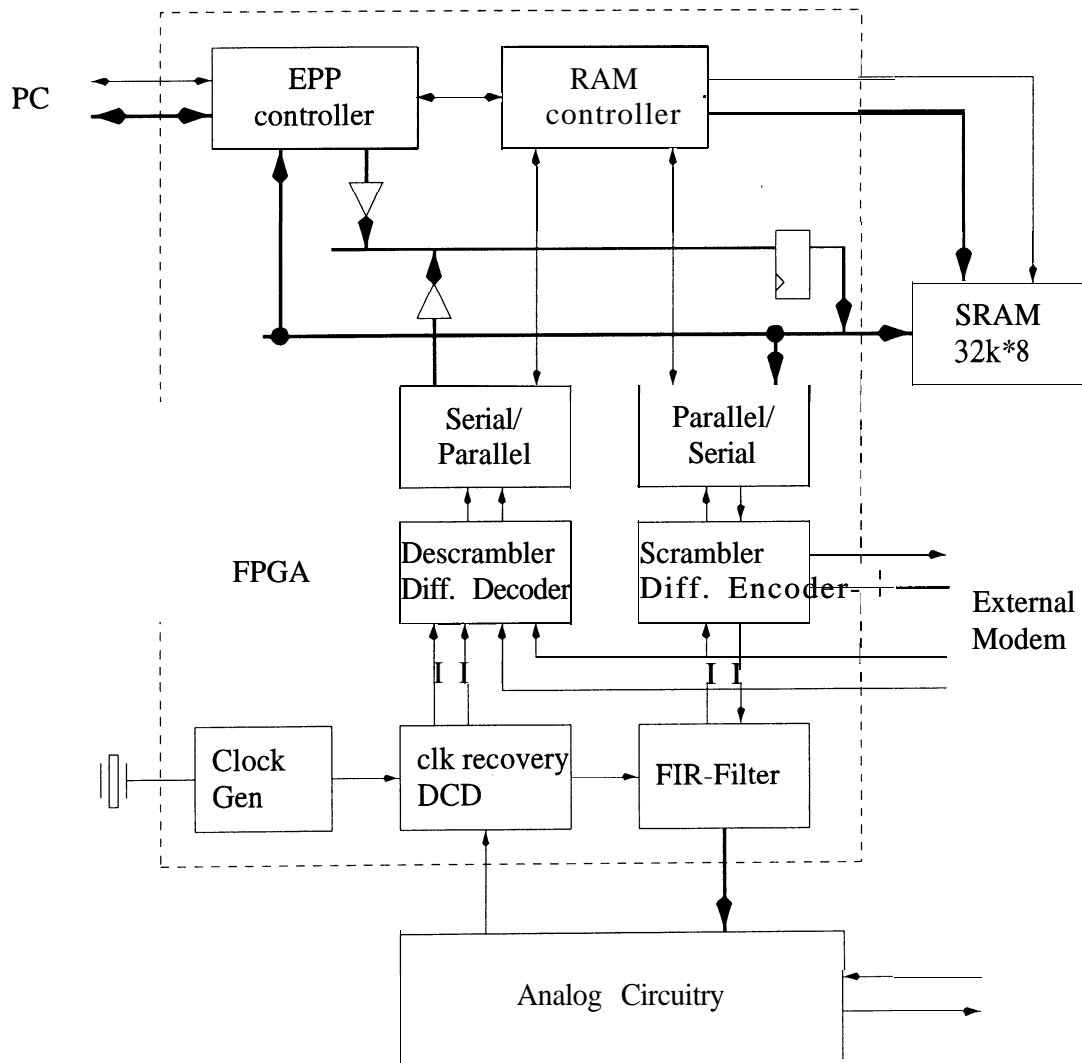 PC
EPP
controller
RAM
controller
SRAM
32k*8
Serial/
Parallel
Parallel/
Serial
FPGA
Descrambler
Diff. Decoder
Scrambler
Diff. Encoder
External
Modem
Clock
Gen
clk recovery
DCD
FIR-Filter
Analog Circuitry